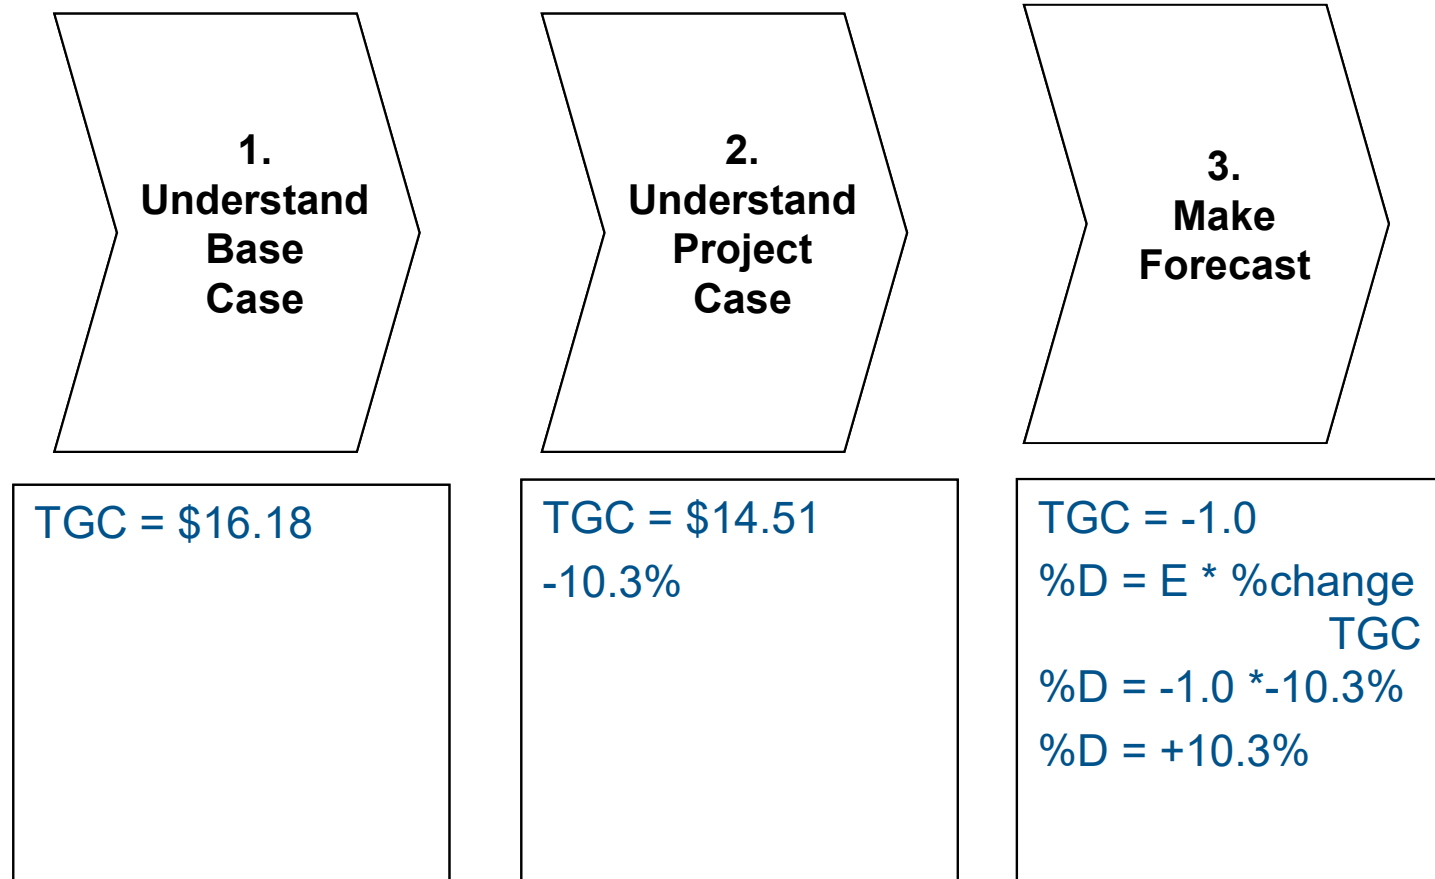 1.
Understand
Base
Case
2.
Understand
Project
Case
3.
Make
Forecast
TGC = $16.18
TGC = $14.51
-10.3%
TGC = -1.0
%D = E * %change
TGC
%D = -1.0 *-10.3%
%D = +10.3%